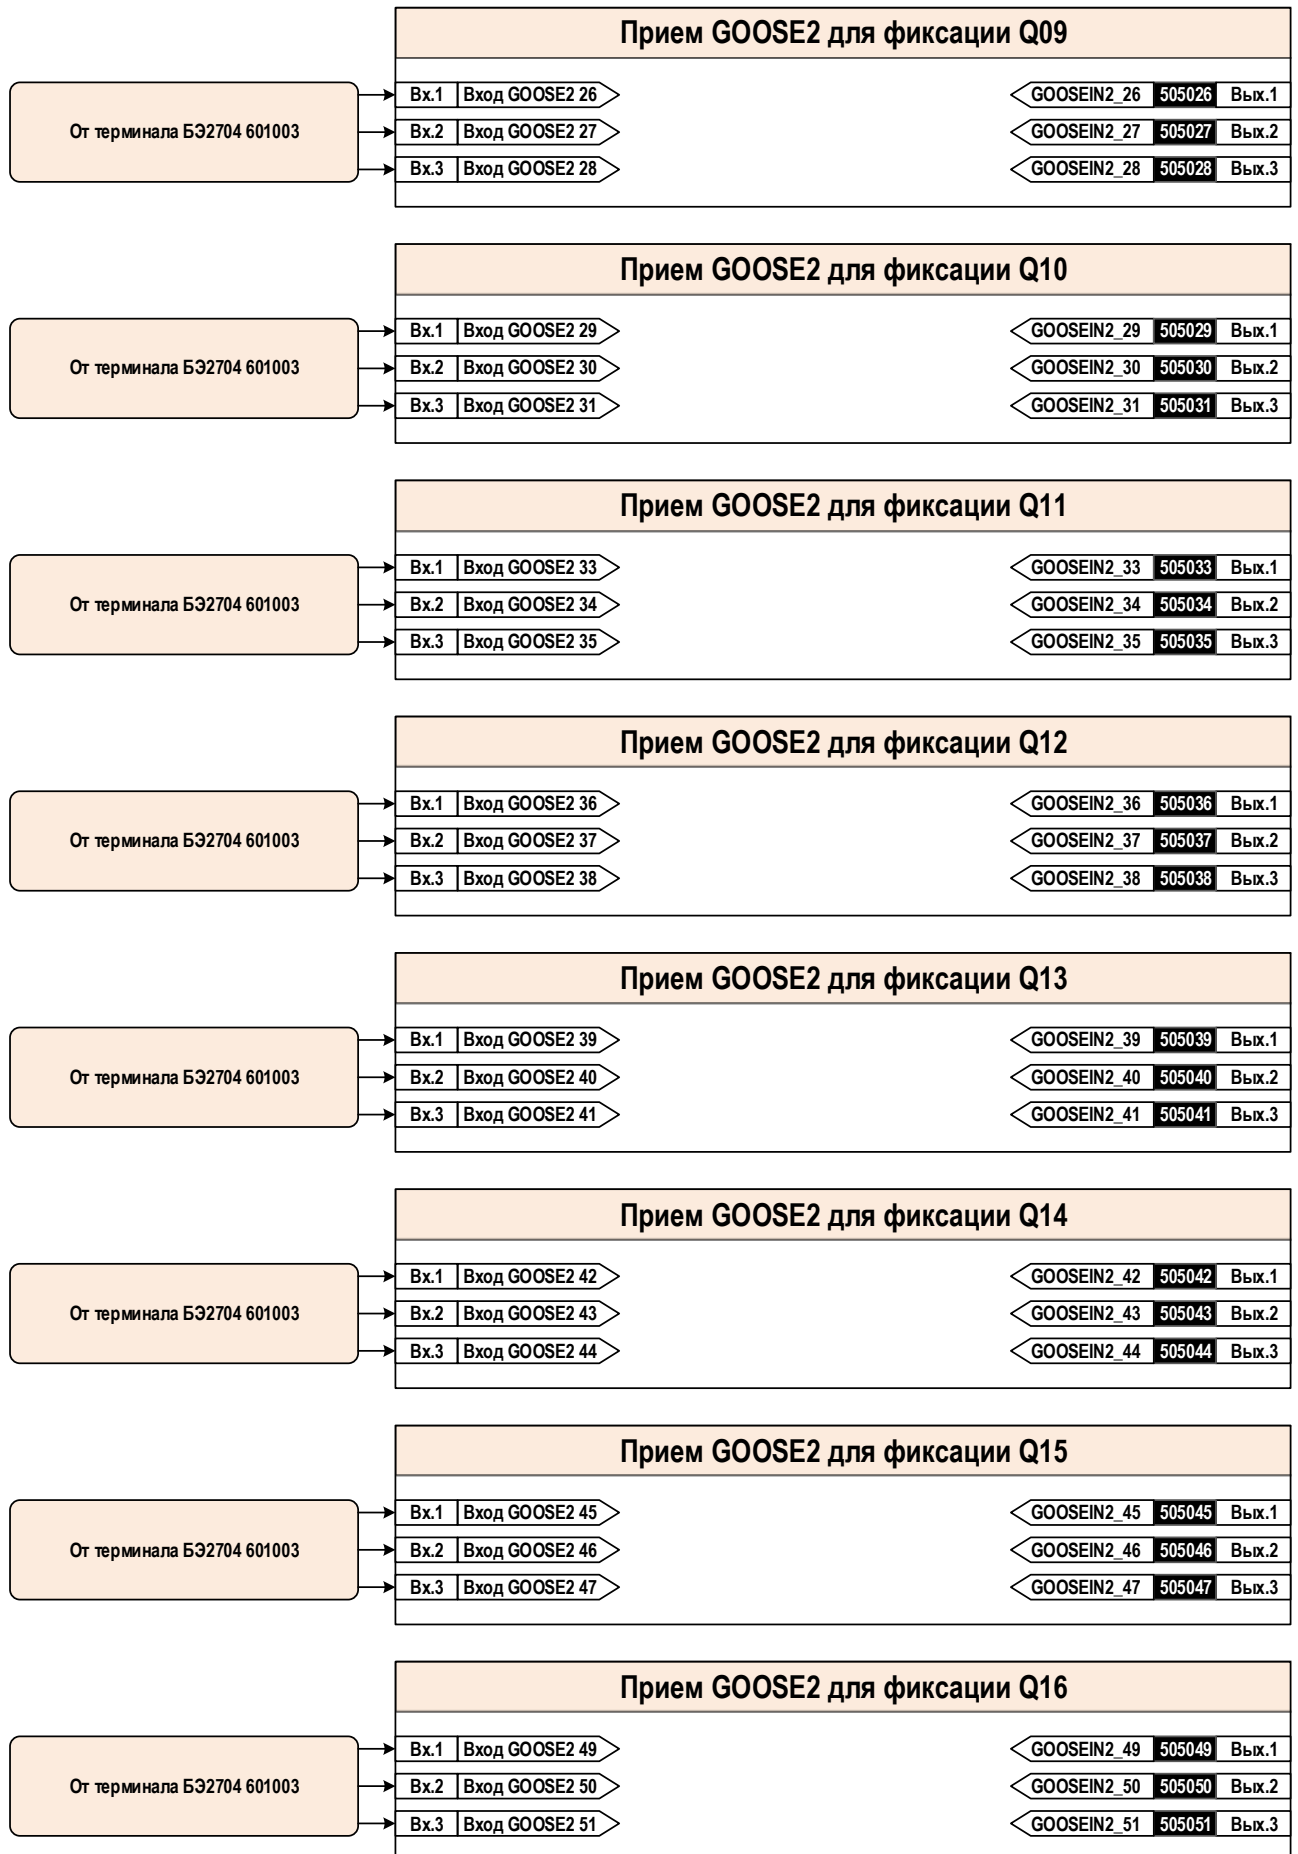 Прием GOOSE2 для фиксации Q09
Вх.1 Вход GOOSE2 26 GOOSEIN2_26 505026 Вых.1
От терминала БЭ2704 601003 Вх.2 Вход GOOSE2 27 GOOSEIN2_27 505027 Вых.2
Вх.3 Вход GOOSE2 28 GOOSEIN2_28 505028 Вых.3
Прием GOOSE2 для фиксации Q10
Вх.1 Вход GOOSE2 29 GOOSEIN2_29 505029 Вых.1
От терминала БЭ2704 601003 Вх.2 Вход GOOSE2 30 GOOSEIN2_30 505030 Вых.2
Вх.3 Вход GOOSE2 31 GOOSEIN2_31 505031 Вых.3
Прием GOOSE2 для фиксации Q11
Вх.1 Вход GOOSE2 33 GOOSEIN2_33 505033 Вых.1
От терминала БЭ2704 601003 Вх.2 Вход GOOSE2 34 GOOSEIN2_34 505034 Вых.2
Вх.3 Вход GOOSE2 35 GOOSEIN2_35 505035 Вых.3
Прием GOOSE2 для фиксации Q12
Вх.1 Вход GOOSE2 36 GOOSEIN2_36 505036 Вых.1
От терминала БЭ2704 601003 Вх.2 Вход GOOSE2 37 GOOSEIN2_37 505037 Вых.2
Вх.3 Вход GOOSE2 38 GOOSEIN2_38 505038 Вых.3
Прием GOOSE2 для фиксации Q13
Вх.1 Вход GOOSE2 39 GOOSEIN2_39 505039 Вых.1
От терминала БЭ2704 601003 Вх.2 Вход GOOSE2 40 GOOSEIN2_40 505040 Вых.2
Вх.3 Вход GOOSE2 41 GOOSEIN2_41 505041 Вых.3
Прием GOOSE2 для фиксации Q14
Вх.1 Вход GOOSE2 42 GOOSEIN2_42 505042 Вых.1
От терминала БЭ2704 601003 Вх.2 Вход GOOSE2 43 GOOSEIN2_43 505043 Вых.2
Вх.3 Вход GOOSE2 44 GOOSEIN2_44 505044 Вых.3
Прием GOOSE2 для фиксации Q15
Вх.1 Вход GOOSE2 45 GOOSEIN2_45 505045 Вых.1
От терминала БЭ2704 601003 Вх.2 Вход GOOSE2 46 GOOSEIN2_46 505046 Вых.2
Вх.3 Вход GOOSE2 47 GOOSEIN2_47 505047 Вых.3
Прием GOOSE2 для фиксации Q16
Вх.1 Вход GOOSE2 49 GOOSEIN2_49 505049 Вых.1
От терминала БЭ2704 601003 Вх.2 Вход GOOSE2 50 GOOSEIN2_50 505050 Вых.2
Вх.3 Вход GOOSE2 51 GOOSEIN2_51 505051 Вых.3